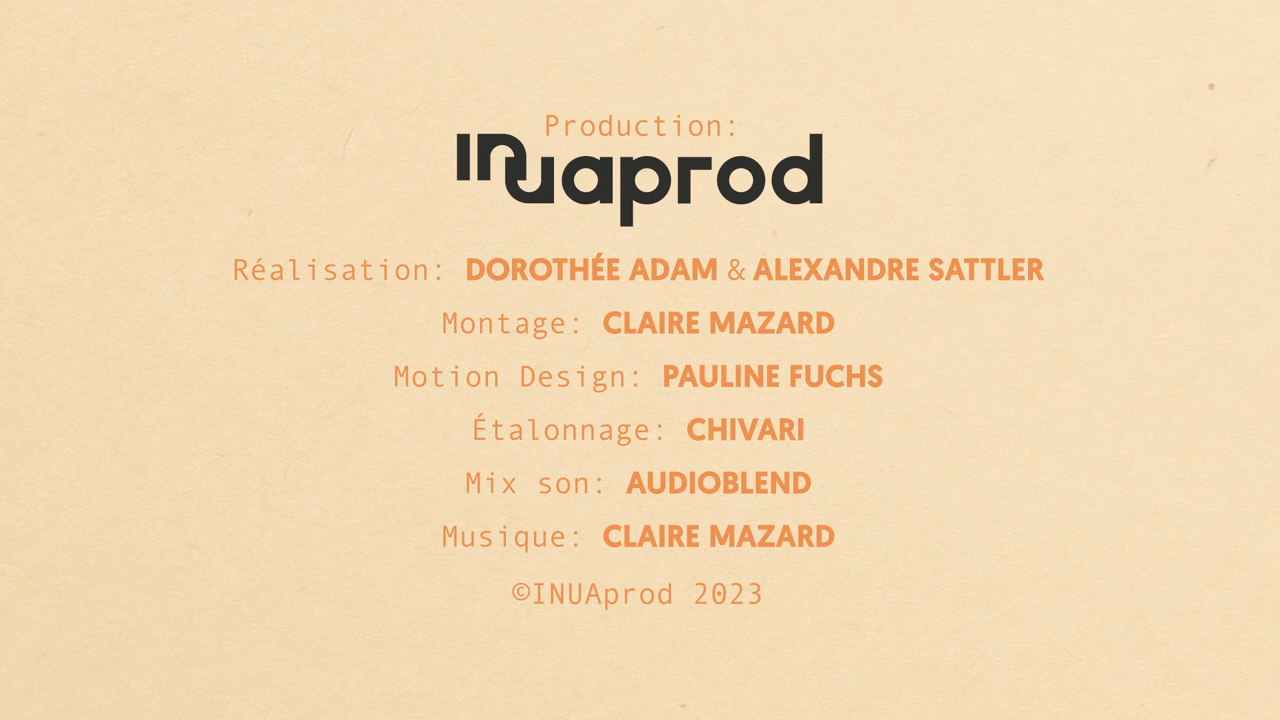 Production:
INuaprod
Réalisation: DOROTHÉE ADAM & ALEXANDRE SATTLER
Montage: CLAIRE MAZARD
Motion Design: PAULINE FUCHS
Étalonnage: CHIVARI
Mix son: AUDIOBLEND
Musique: CLAIRE MAZARD
©INUAprod 2023